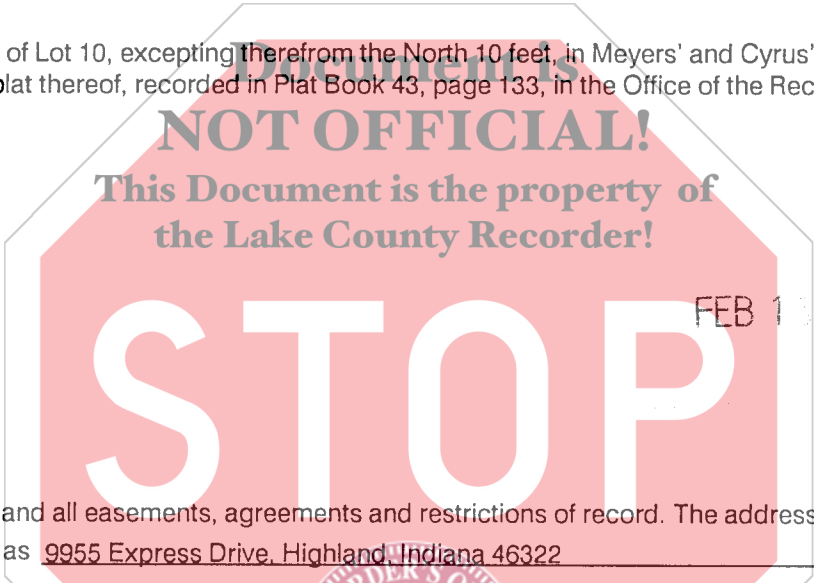 of Lot 10, excepting therefrom the North 10 feet, in Meyers' and Cyrus'
plat thereof, recorded in Plat Book 43, page 133, in the Office of the Rec
Document is
NOT OFFICIAL!
This Document is the property of
the Lake County Recorder!
FEB 1
STOP
and all easements, agreements and restrictions of record. The address
as 9955 Express Drive, Highland, Indiana 46322